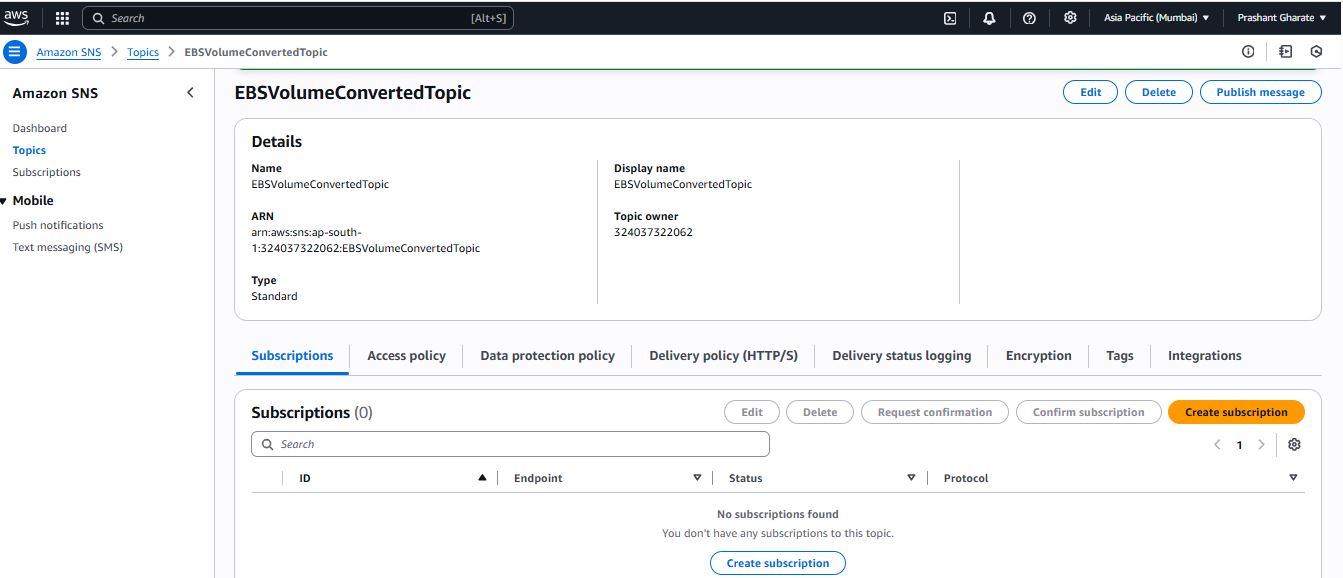 aws Search [Alt+S] Asia Pacific (Mumbai) Prashant Gharate
Amazon SNS Topics EBSVolumeConvertedTopic
Amazon SNS
Dashboard
Topics
Subscriptions
Mobile
Push notifications
Text messaging (SMS)
EBSVolumeConvertedTopic Edit Delete Publish message
Details
Name
EBSVolumeConvertedTopic
ARN
arn:aws:sns:ap-south-
1:324037322062:EBSVolumeConvertedTopic
Type
Standard
Display name
EBSVolumeConvertedTopic
Topic owner
324037322062
Subscriptions Access policy Data protection policy Delivery policy (HTTP/S) Delivery status logging Encryption Tags Integrations
Subscriptions (0) Edit Delete Request confirmation Confirm subscription Create subscription
Search 1
ID Endpoint Status Protocol
No subscriptions found
You don't have any subscriptions to this topic.
Create subscription